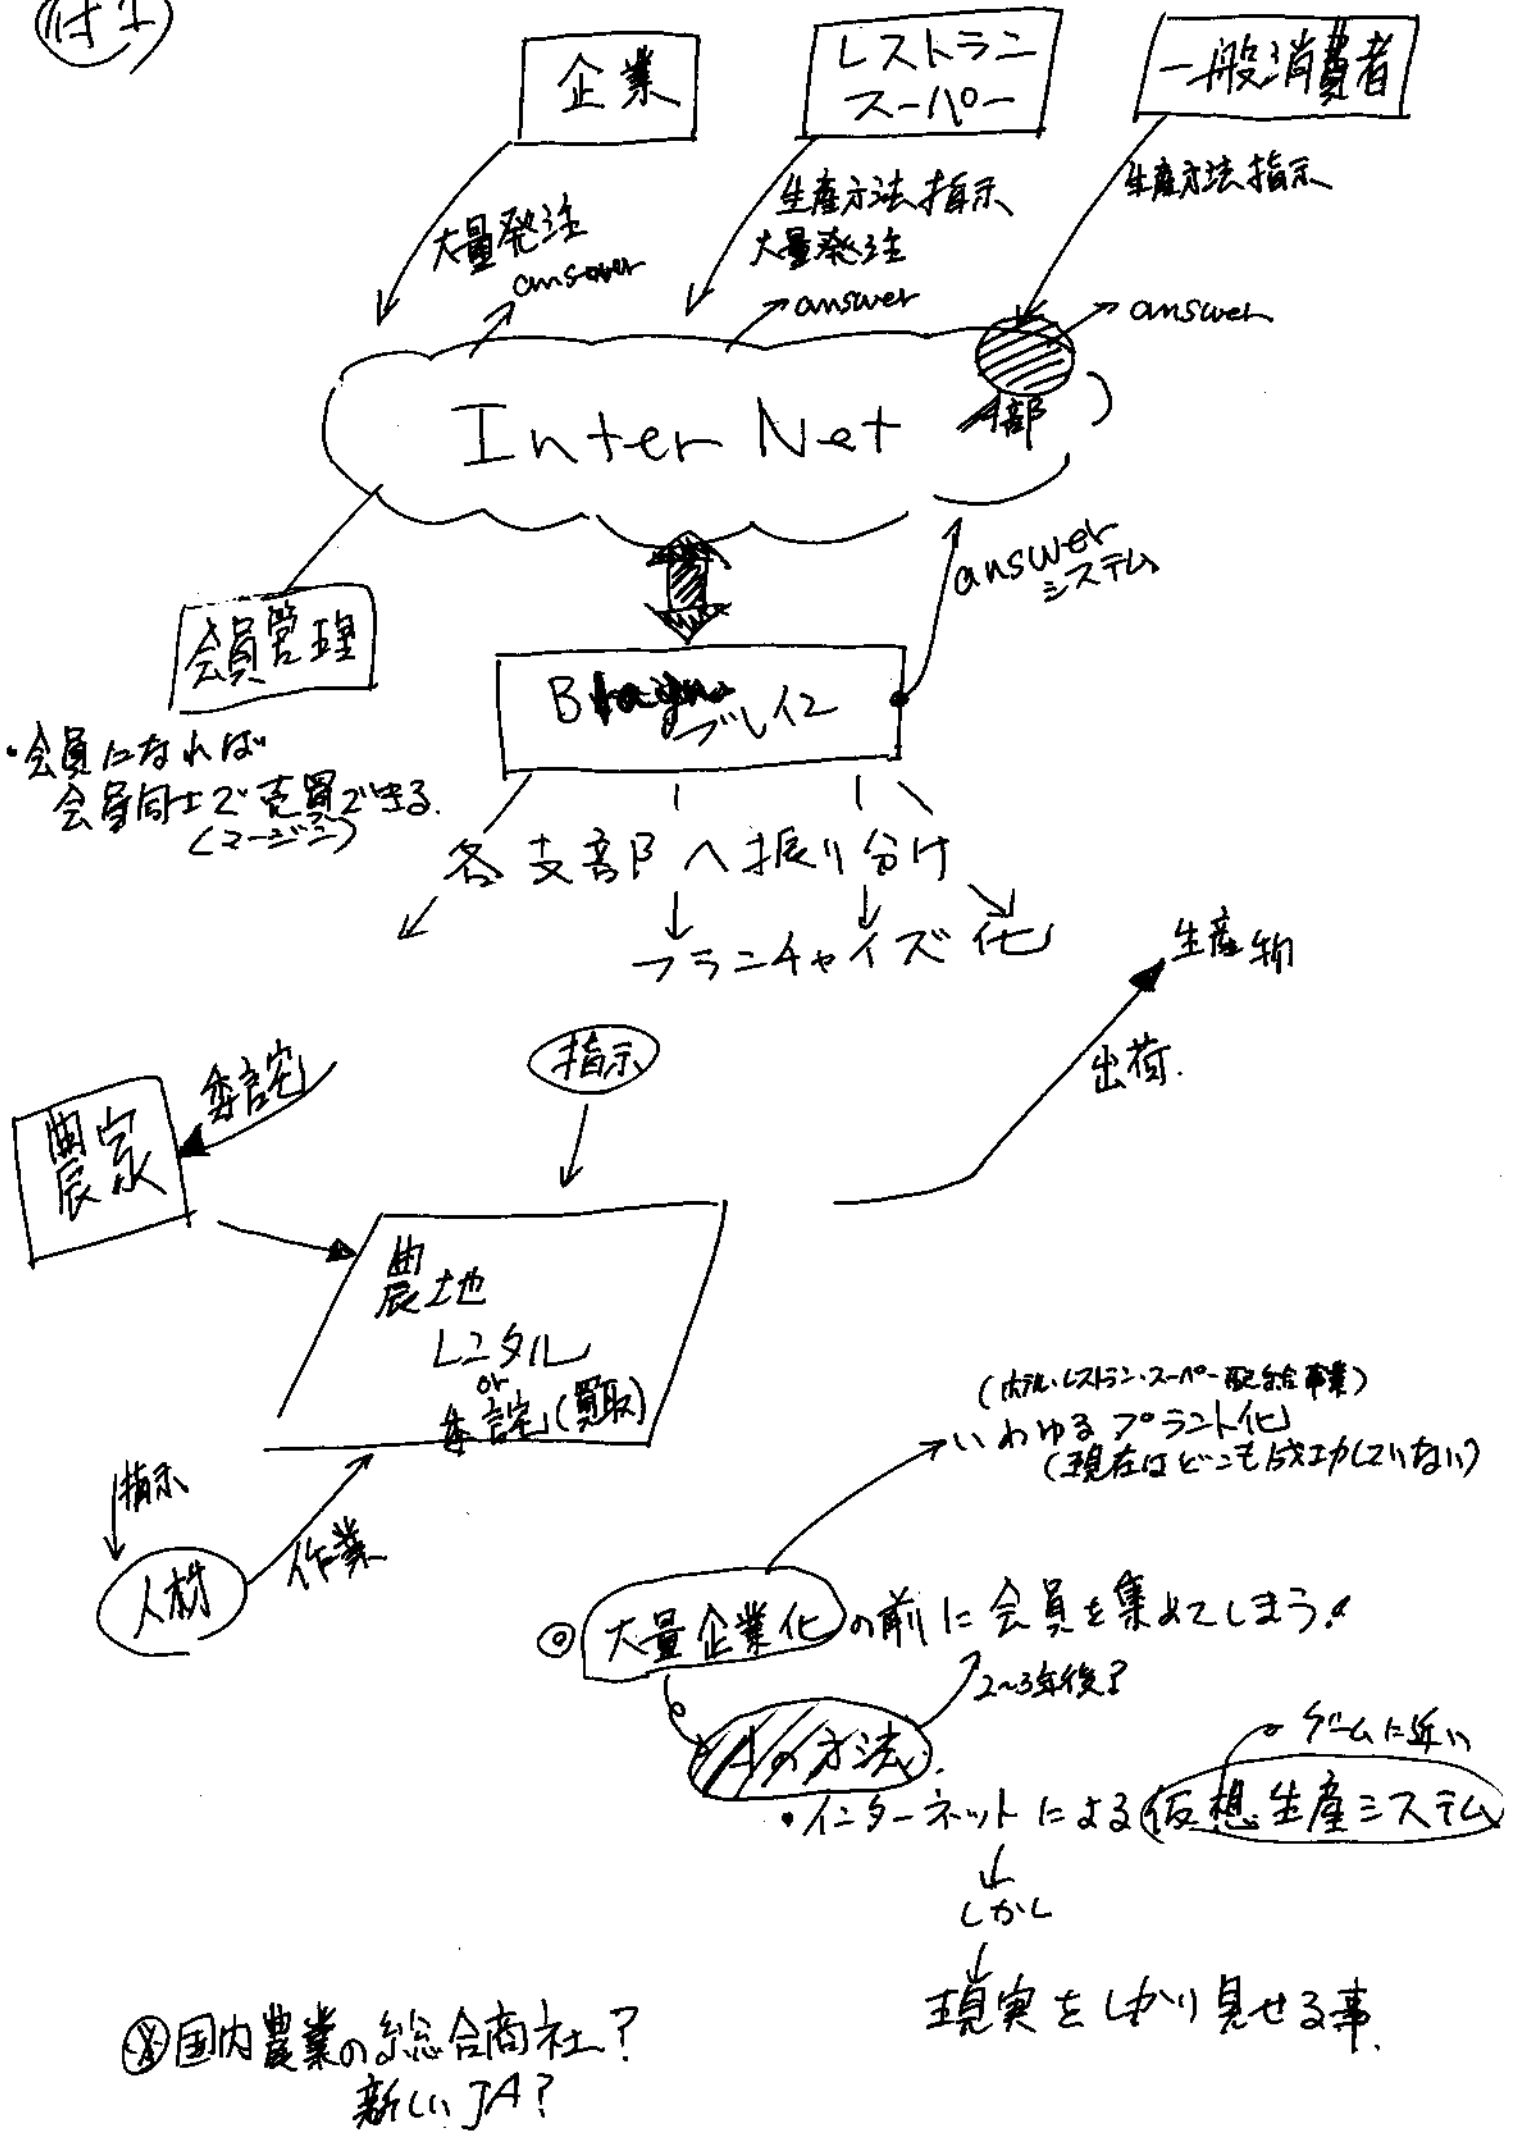 企業
レストラン
スーパー
一般消費者
大量発注
answer
生産方法指示
大量発注
answer
生産方法指示
answer
Inter Net
A部
answer
システム
会員管理
・会員になれば
会員同士で売買できる.
(マージン)
B
ブレイン
各支部へ振り分け
フランチャイズ化
生産物
出荷.
指示
委託
農家
農地
レンタル
or
委託(買取)
指示
人材
作業
(ホテル・レストラン・スーパー配給事業)
いわゆるプラント化
(現在はどこも成功していない)
◎大量企業化の前に会員を集めてしまう!
2~3年後?
Aの方法.
ゲームに近い
・インターネットによる仮想生産システム
しかし
現実をしっかり見せる事.
国内農業の総合商社?
新しいJA?